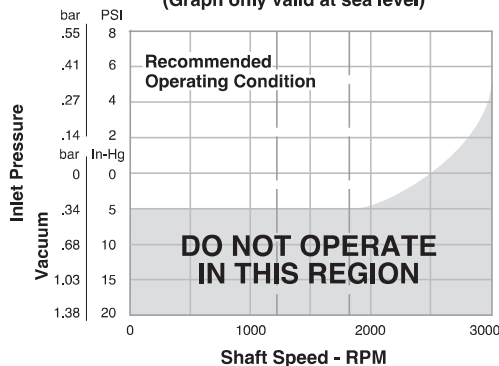 (Graph only valid at sea level)
bar PSI
.55 8
.41 6
.27 4
.14 2
bar In-Hg
0 0
.34 5
.68 10
1.03 15
1.38 20
Inlet Pressure
Vacuum
Recommended
Operating Condition
DO NOT OPERATE
IN THIS REGION
0 1000 2000 3000
Shaft Speed - RPM